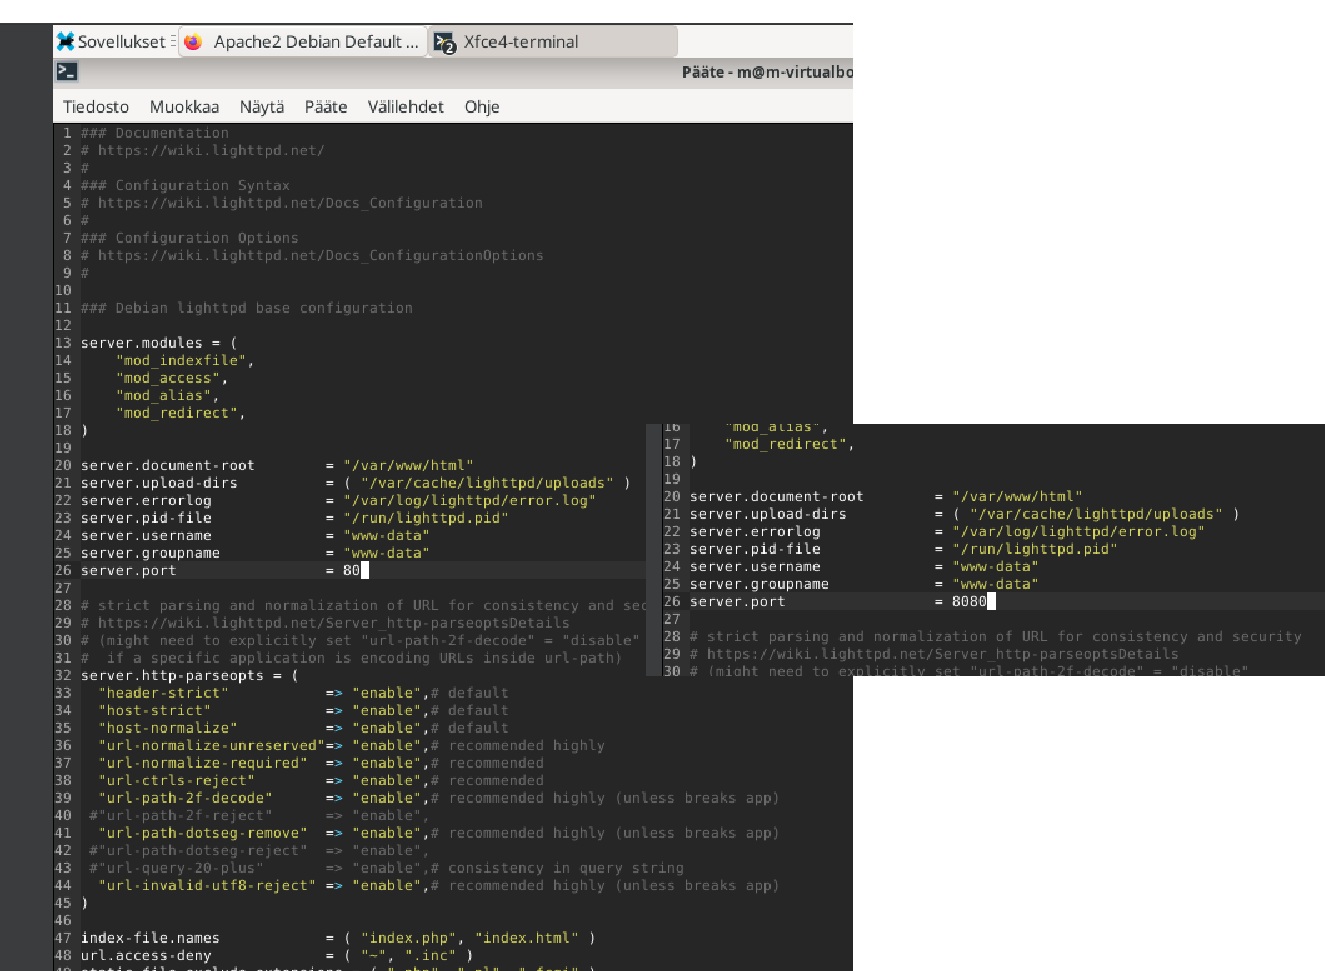 Sovellukset
Apache2 Debian Default ...
2
Xfce4-terminal
Pääte - m@m-virtualbo
Tiedosto Muokkaa Näytä Pääte Välilehdet Ohje
1 ### Documentation
2 # https://wiki.lighttpd.net/
3 #
4 ### Configuration Syntax
5 # https://wiki.lighttpd.net/Docs_Configuration
6 #
7 ### Configuration Options
8 # https://wiki.lighttpd.net/Docs_ConfigurationOptions
9 #
10
11 ### Debian lighttpd base configuration
12
13 server.modules = (
14 "mod_indexfile",
15 "mod_access",
16 "mod_alias",
17 "mod_redirect",
18 )
19
20 server.document-root = "/var/www/html"
21 server.upload-dirs = ( "/var/cache/lighttpd/uploads" )
22 server.errorlog = "/var/log/lighttpd/error.log"
23 server.pid-file = "/run/lighttpd.pid"
24 server.username = "www-data"
25 server.groupname = "www-data"
26 server.port = 80
27
28 # strict parsing and normalization of URL for consistency and sec
29 # https://wiki.lighttpd.net/Server_http-parseoptsDetails
30 # (might need to explicitly set "url-path-2f-decode" = "disable"
31 # if a specific application is encoding URLs inside url-path)
32 server.http-parseopts = (
33 "header-strict" => "enable",# default
34 "host-strict" => "enable",# default
35 "host-normalize" => "enable",# default
36 "url-normalize-unreserved"=> "enable",# recommended highly
37 "url-normalize-required" => "enable",# recommended
38 "url-ctrls-reject" => "enable",# recommended
39 "url-path-2f-decode" => "enable",# recommended highly (unless breaks app)
40 #"url-path-2f-reject" => "enable",
41 "url-path-dotseg-remove" => "enable",# recommended highly (unless breaks app)
42 #"url-path-dotseg-reject" => "enable",
43 #"url-query-20-plus" => "enable",# consistency in query string
44 "url-invalid-utf8-reject" => "enable",# recommended highly (unless breaks app)
45 )
46
47 index-file.names = ( "index.php", "index.html" )
48 url.access-deny = ( "~", ".inc" )
16 "mod_alias",
17 "mod_redirect",
18 )
19
20 server.document-root = "/var/www/html"
21 server.upload-dirs = ( "/var/cache/lighttpd/uploads" )
22 server.errorlog = "/var/log/lighttpd/error.log"
23 server.pid-file = "/run/lighttpd.pid"
24 server.username = "www-data"
25 server.groupname = "www-data"
26 server.port = 8080
27
28 # strict parsing and normalization of URL for consistency and security
29 # https://wiki.lighttpd.net/Server_http-parseoptsDetails
30 # (might need to explicitly set "url-path-2f-decode" = "disable"